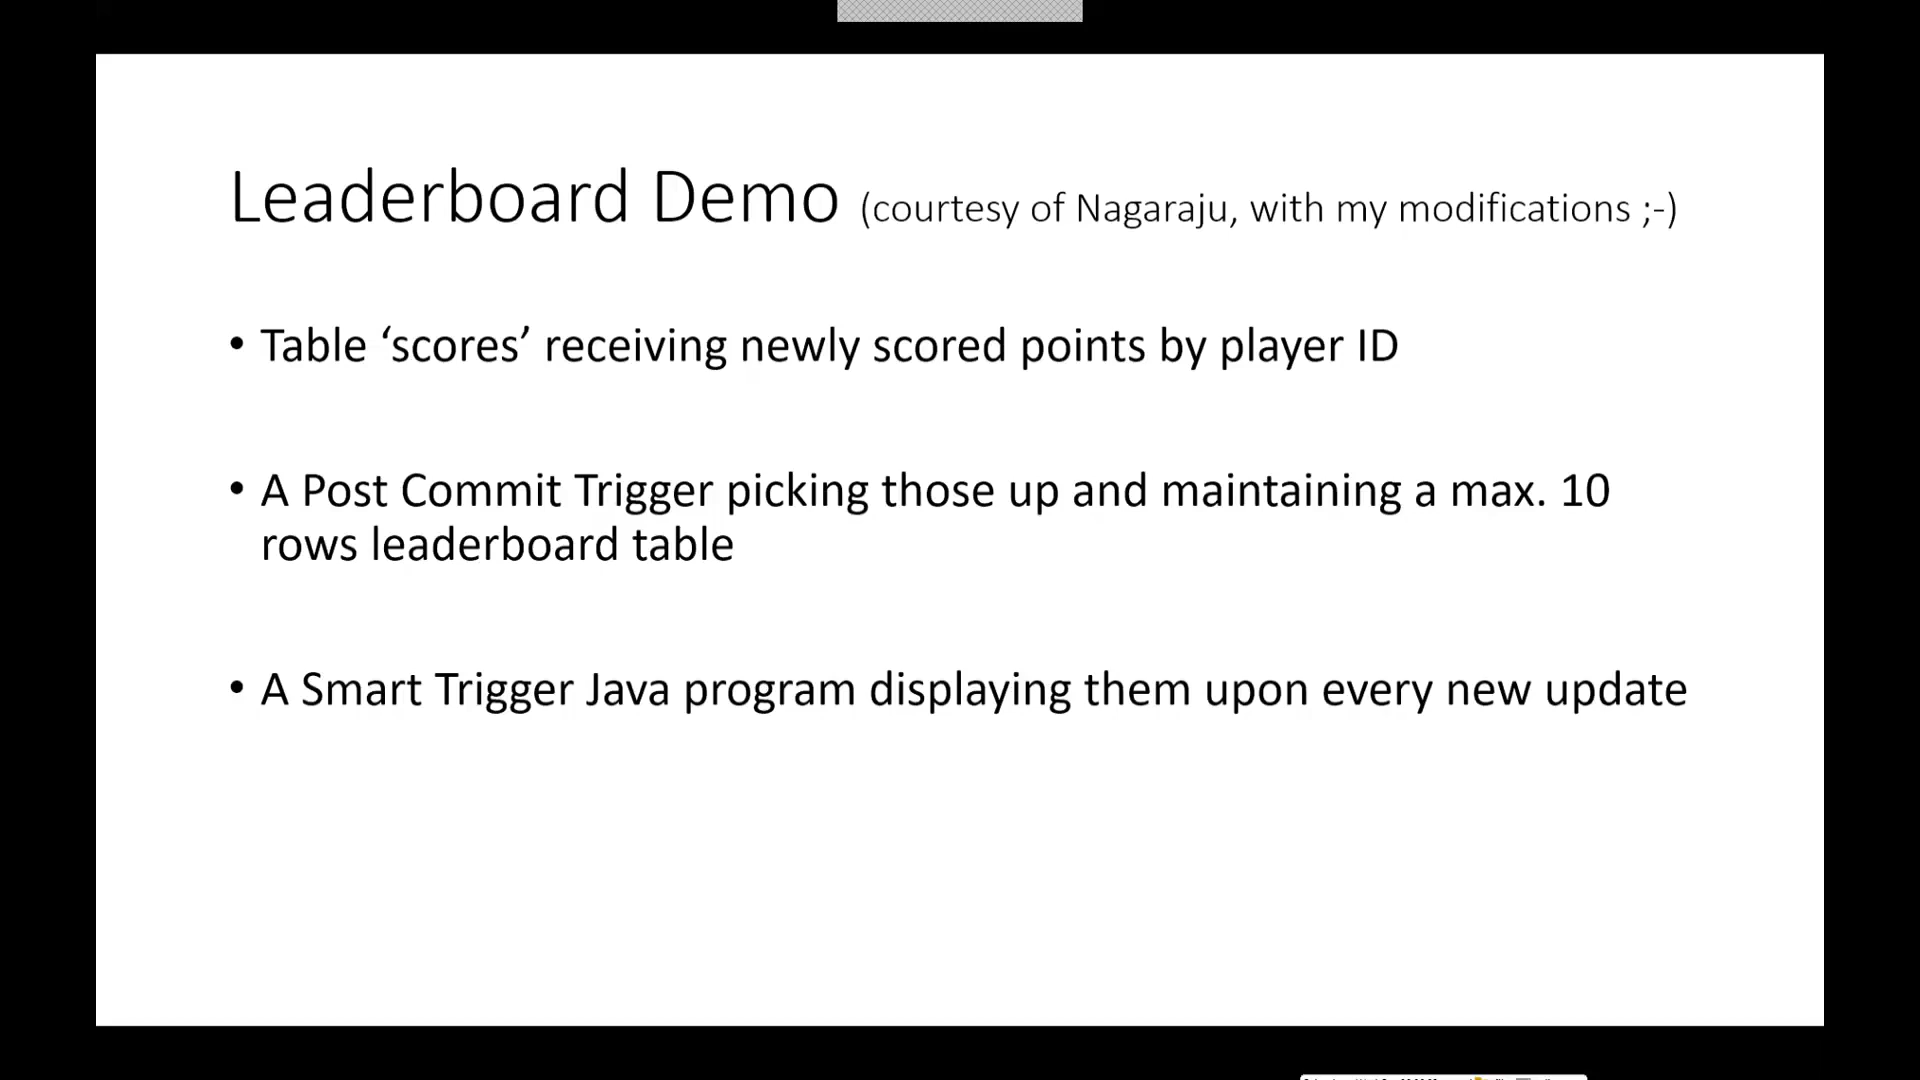 Leaderboard Demo (courtesy of Nagaraju, with my modifications ;-)
• Table ‘scores’ receiving newly scored points by player ID
• A Post Commit Trigger picking those up and maintaining a max. 10
rows leaderboard table
• A Smart Trigger Java program displaying them upon every new update